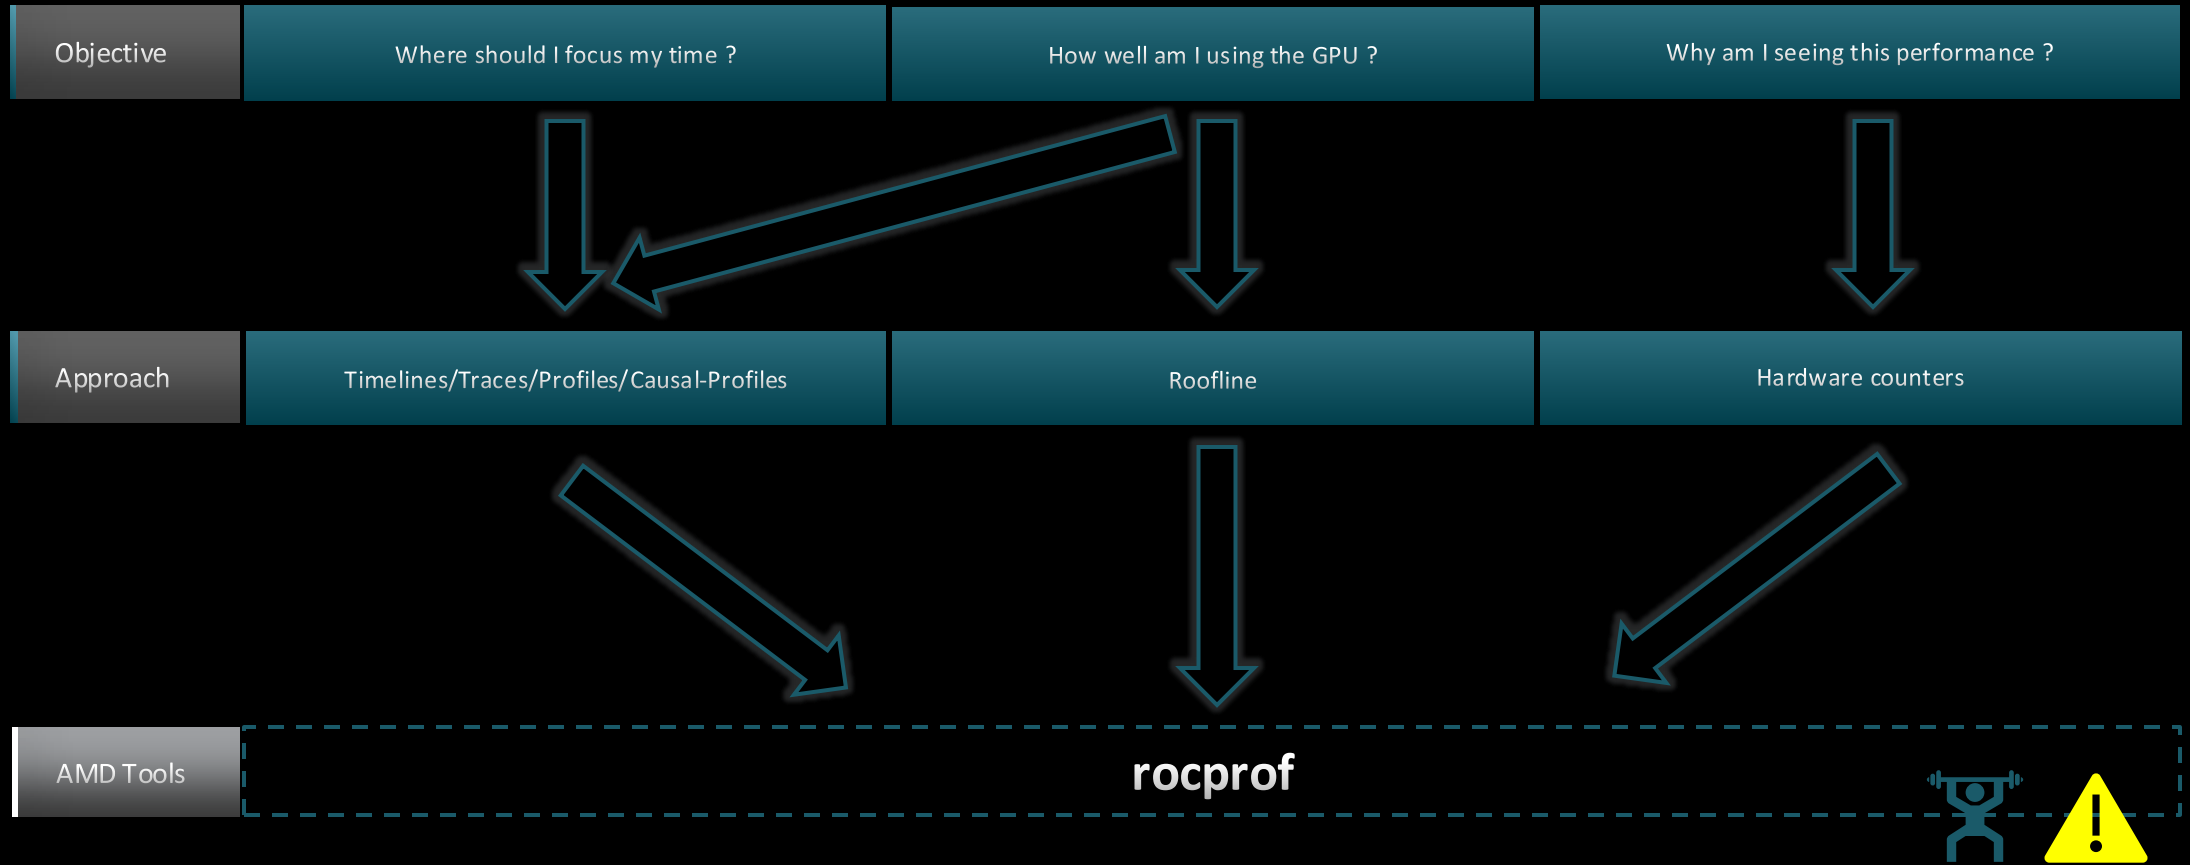 Objective
Where should I focus my time ?
How well am I using the GPU ?
Why am I seeing this performance ?
Approach
Timelines/Traces/Profiles/Causal-Profiles
Roofline
Hardware counters
AMD Tools
rocprof